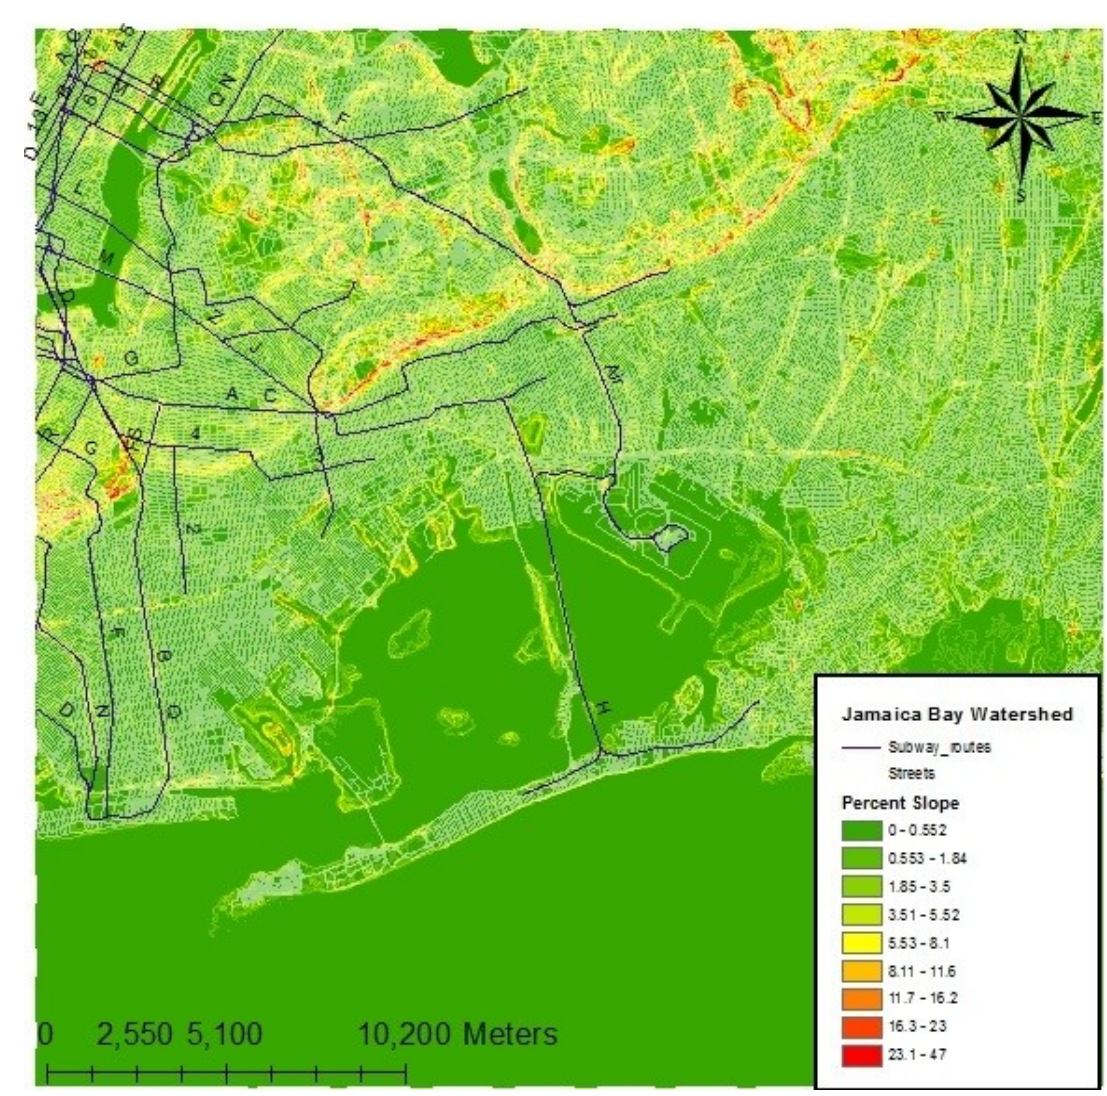 N
W
E
S
A C
4 5
6
M
R
Q N
D
E
F
L
M
J
G
A C
R
G
S
4
3
2
M
F
B
Q
D
N
H
Jamaica Bay Watershed
Subway_routes
Streets
Percent Slope
0 - 0.552
0.553 - 1.84
1.85 - 3.5
3.51 - 5.52
5.53 - 8.1
8.11 - 11.6
11.7 - 16.2
16.3 - 23
23.1 - 47
0 2,550 5,100 10,200 Meters